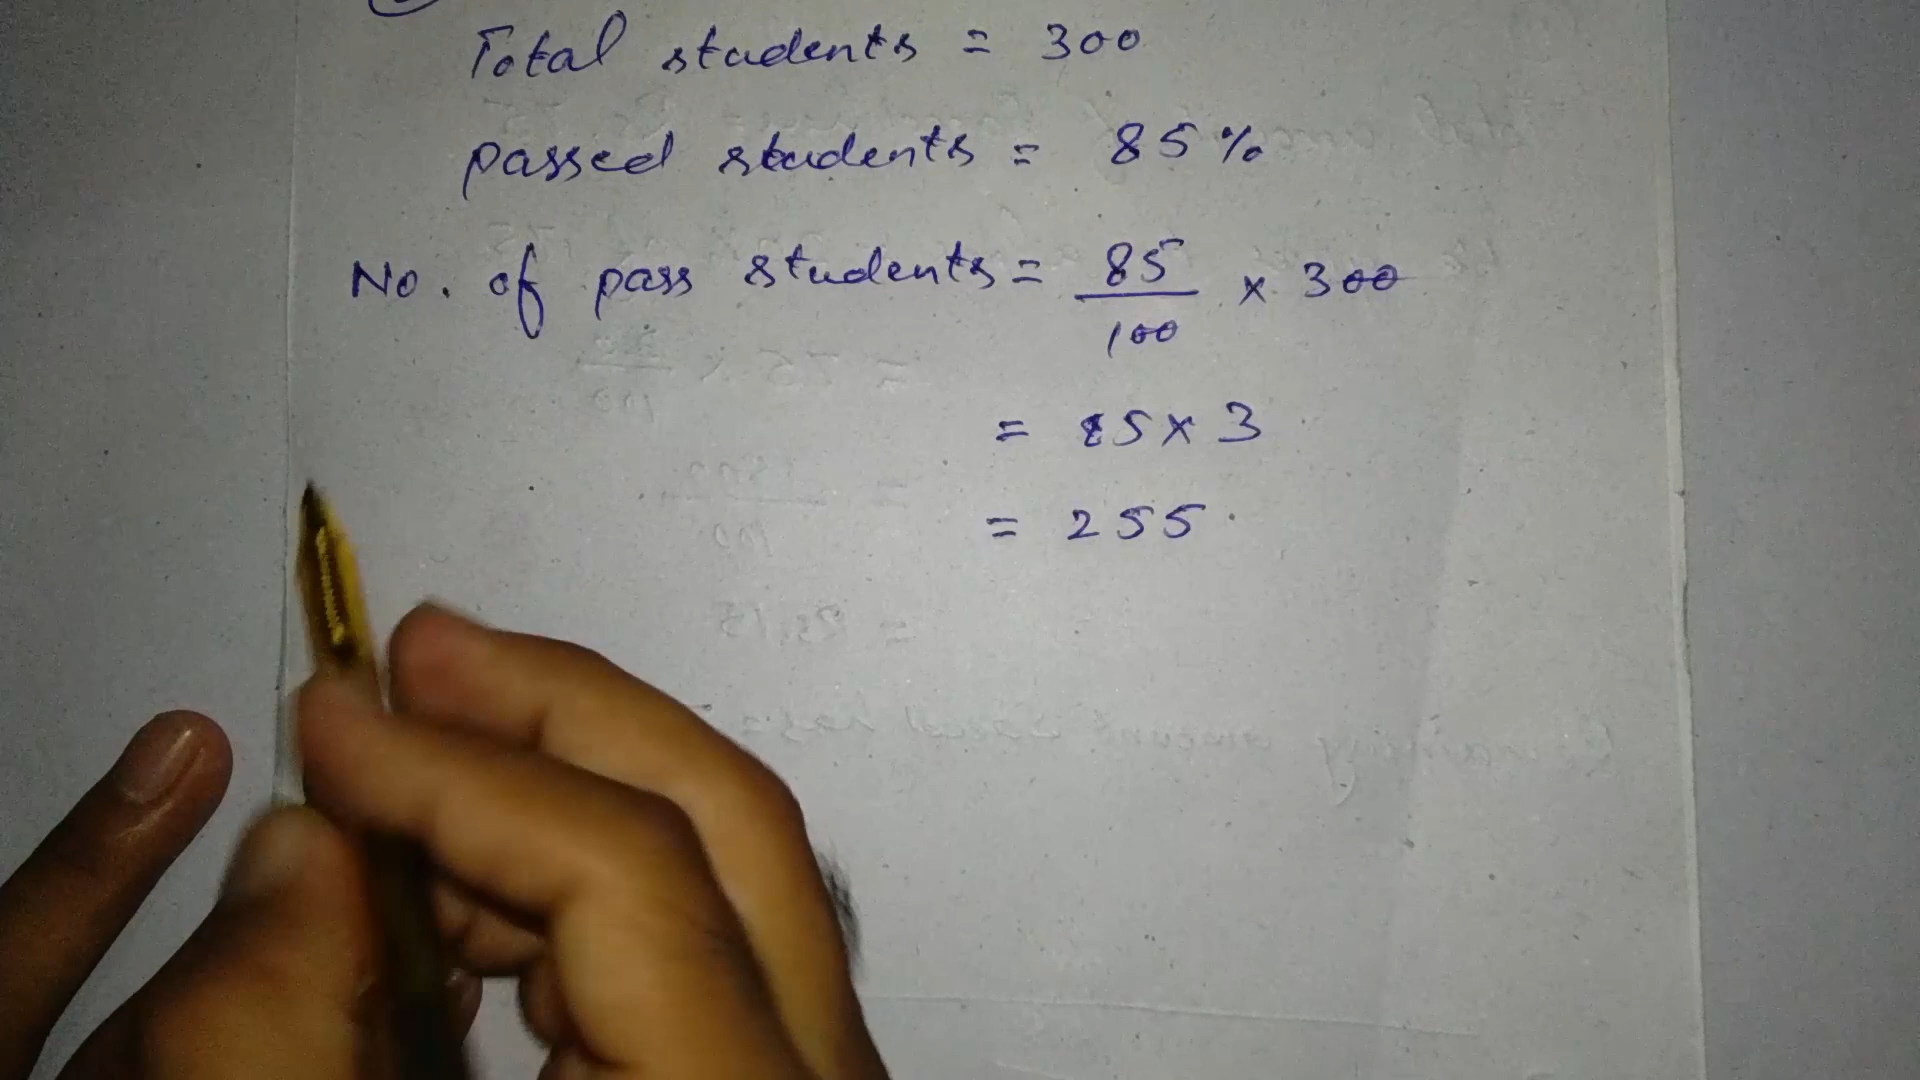 Total students = 300
passed students = 85%
No. of pass students = 85/100 x 300
= 85 x 3
= 255.